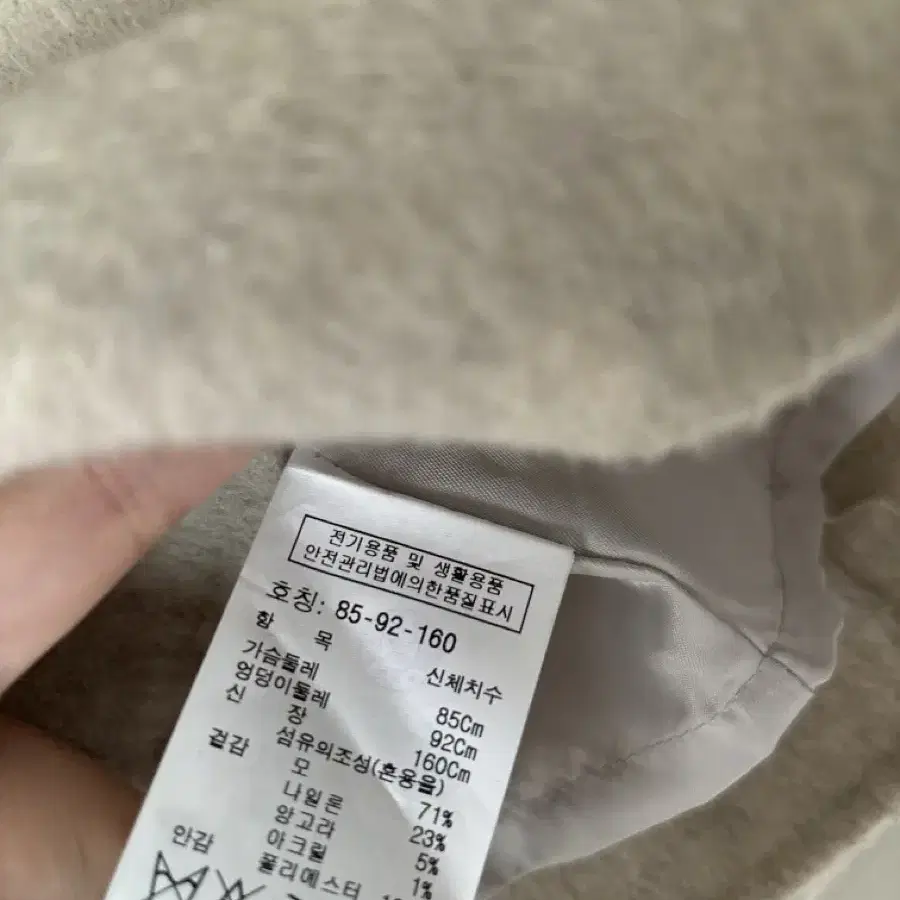 전기용품 및 생활용품
안전관리법에의한품질표시
호칭: 85-92-160
항 목 신체치수
가슴둘레 85Cm
엉덩이둘레 92Cm
신 장 160Cm
겉감 섬유의조성(혼용율)
모 71%
나일론 23%
앙고라 5%
아크릴 1%
안감 폴리에스터